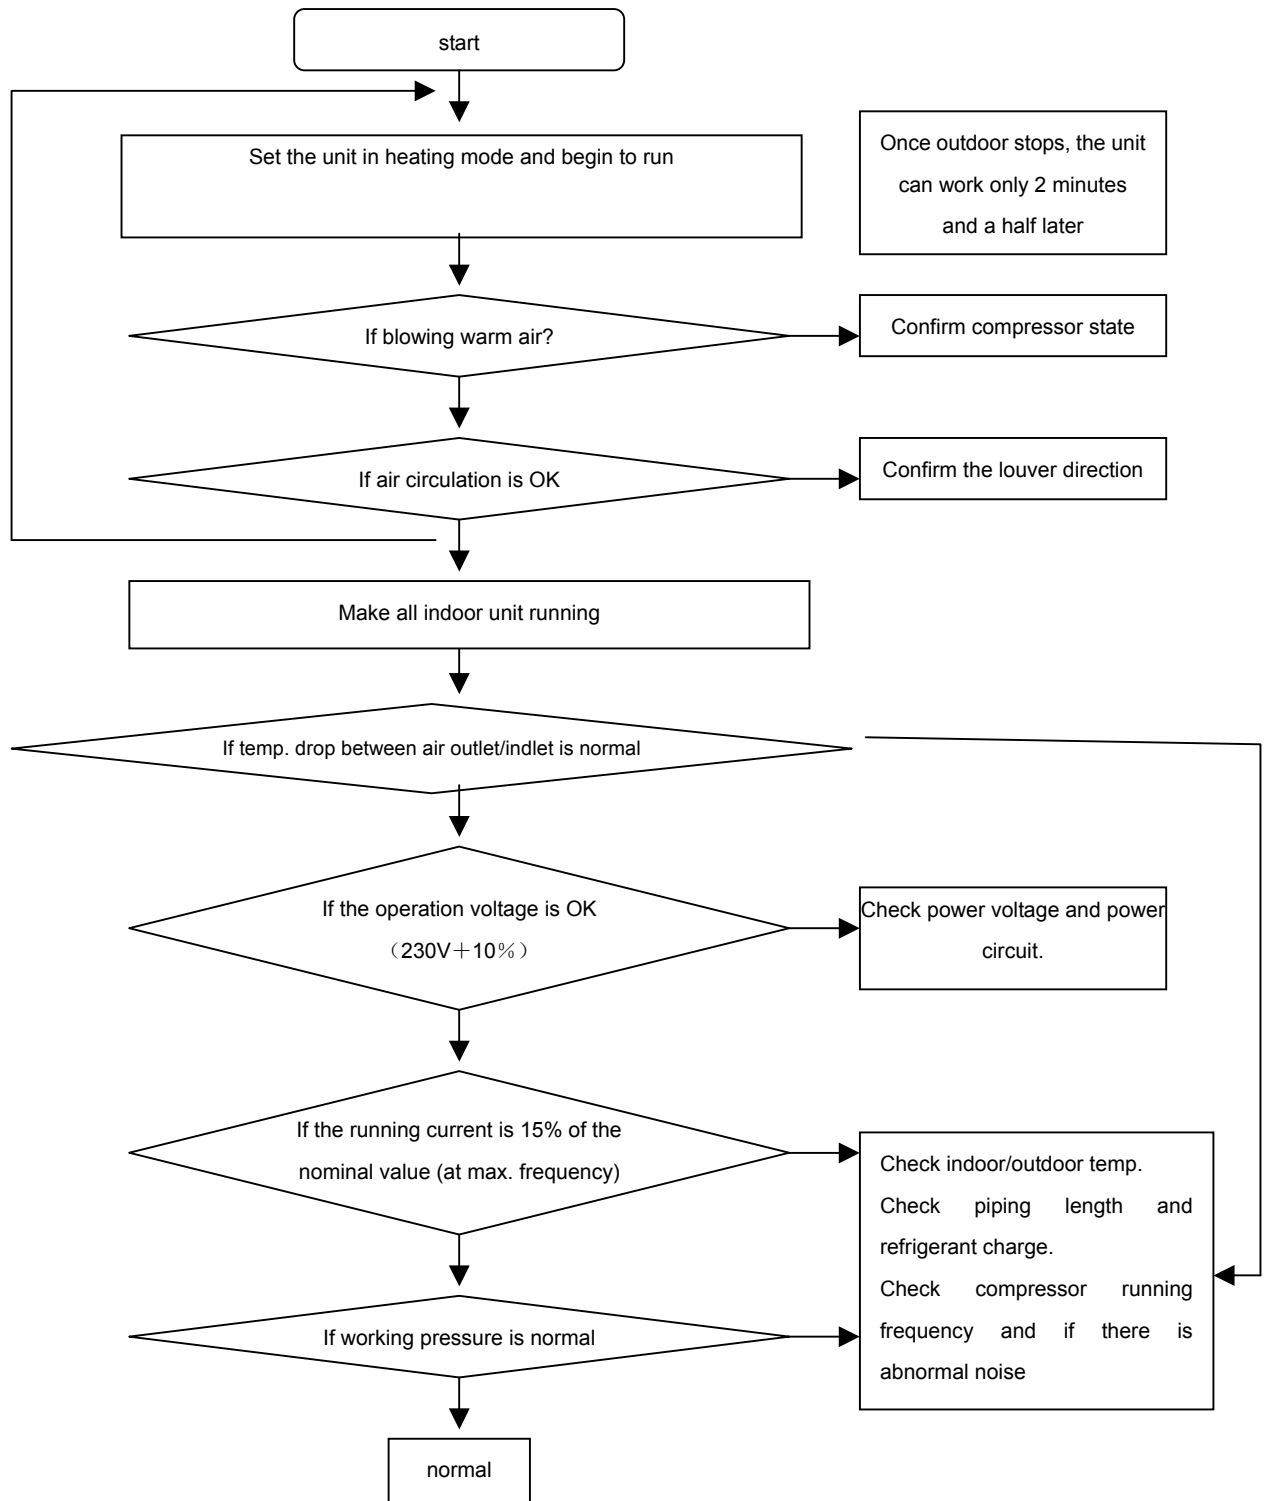 start
Set the unit in heating mode and begin to run
Once outdoor stops, the unit
can work only 2 minutes
and a half later
If blowing warm air?
Confirm compressor state
If air circulation is OK
Confirm the louver direction
Make all indoor unit running
If temp. drop between air outlet/indlet is normal
If the operation voltage is OK
（230V＋10％）
Check power voltage and power
circuit.
If the running current is 15% of the
nominal value (at max. frequency)
Check indoor/outdoor temp.
Check piping length and
refrigerant charge.
Check compressor running
frequency and if there is
abnormal noise
If working pressure is normal
normal